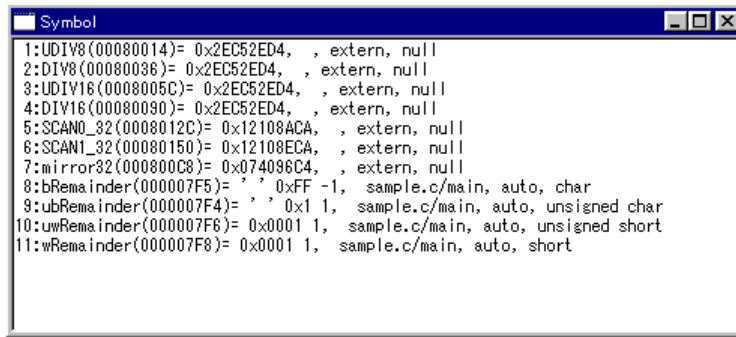 Symbol
1:UDIV8(00080014)= 0x2EC52ED4,   , extern, null
2:DIV8(00080036)= 0x2EC52ED4,   , extern, null
3:UDIV16(0008005C)= 0x2EC52ED4,   , extern, null
4:DIV16(00080090)= 0x2EC52ED4,   , extern, null
5:SCAN0_32(0008012C)= 0x12108ACA,   , extern, null
6:SCAN1_32(00080150)= 0x12108ECA,   , extern, null
7:mirror32(000800C8)= 0x074096C4,   , extern, null
8:bRemainder(000007F5)= ' ' 0xFF -1,   sample.c/main, auto, char
9:ubRemainder(000007F4)= ' ' 0x1 1,   sample.c/main, auto, unsigned char
10:uwRemainder(000007F6)= 0x0001 1,   sample.c/main, auto, unsigned short
11:wRemainder(000007F8)= 0x0001 1,   sample.c/main, auto, short